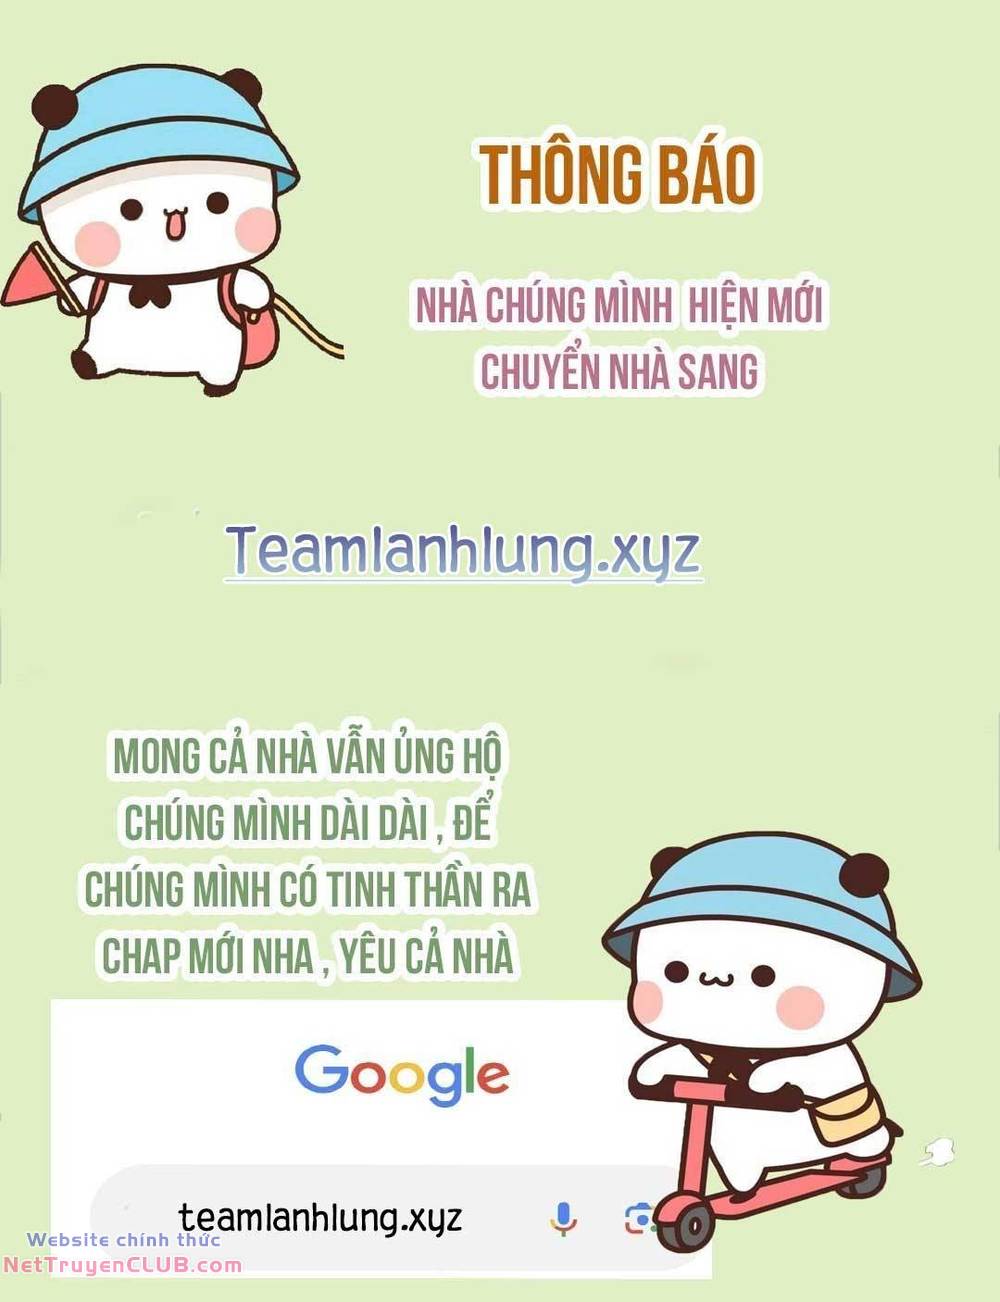 THÔNG BÁO
NHÀ CHÚNG MÌNH HIỆN MỚI
CHUYỂN NHÀ SANG
Teamlanhlung.xyz
MONG CẢ NHÀ VẪN ỦNG HỘ
CHÚNG MÌNH DÀI DÀI , ĐỂ
CHÚNG MÌNH CÓ TINH THẦN RA
CHAP MỚI NHA , YÊU CẢ NHÀ
Google
teamlanhlung.xyz
Website chính thức
NetTruyenCLUB.com